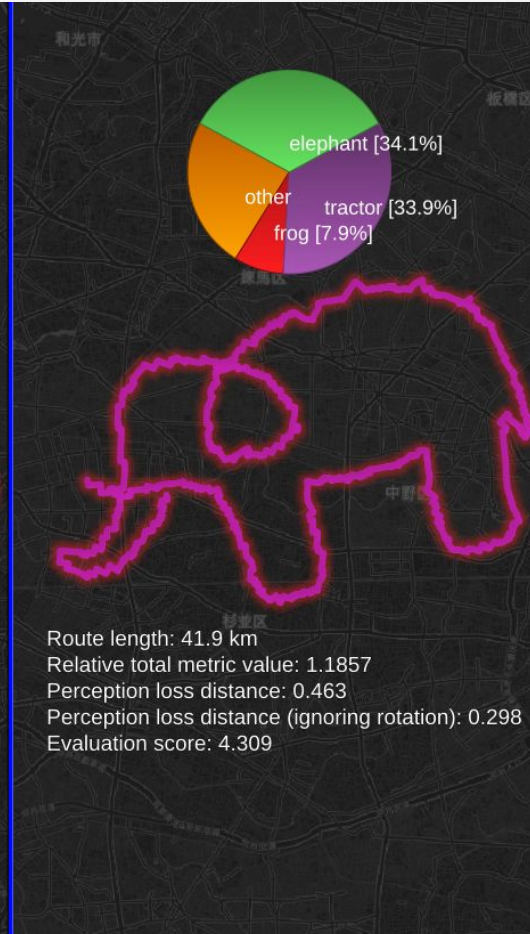 和光市
板橋区
elephant [34.1%]
other
tractor [33.9%]
frog [7.9%]
練馬区
中野区
杉並区
Route length: 41.9 km
Relative total metric value: 1.1857
Perception loss distance: 0.463
Perception loss distance (ignoring rotation): 0.298
Evaluation score: 4.309